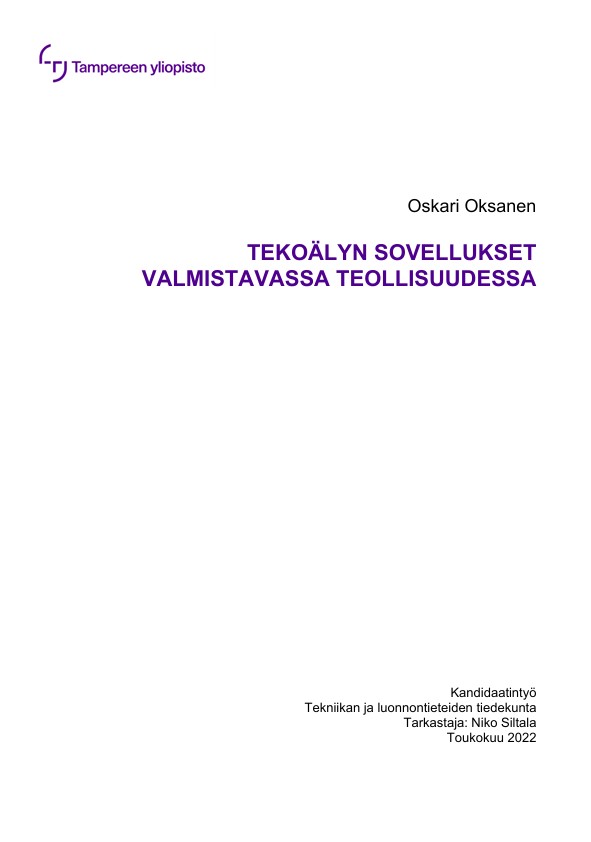 Tampereen yliopisto
Oskari Oksanen
TEKOÄLYN SOVELLUKSET
VALMISTAVASSA TEOLLISUUDESSA
Kandidaatintyö
Tekniikan ja luonnontieteiden tiedekunta
Tarkastaja: Niko Siltala
Toukokuu 2022